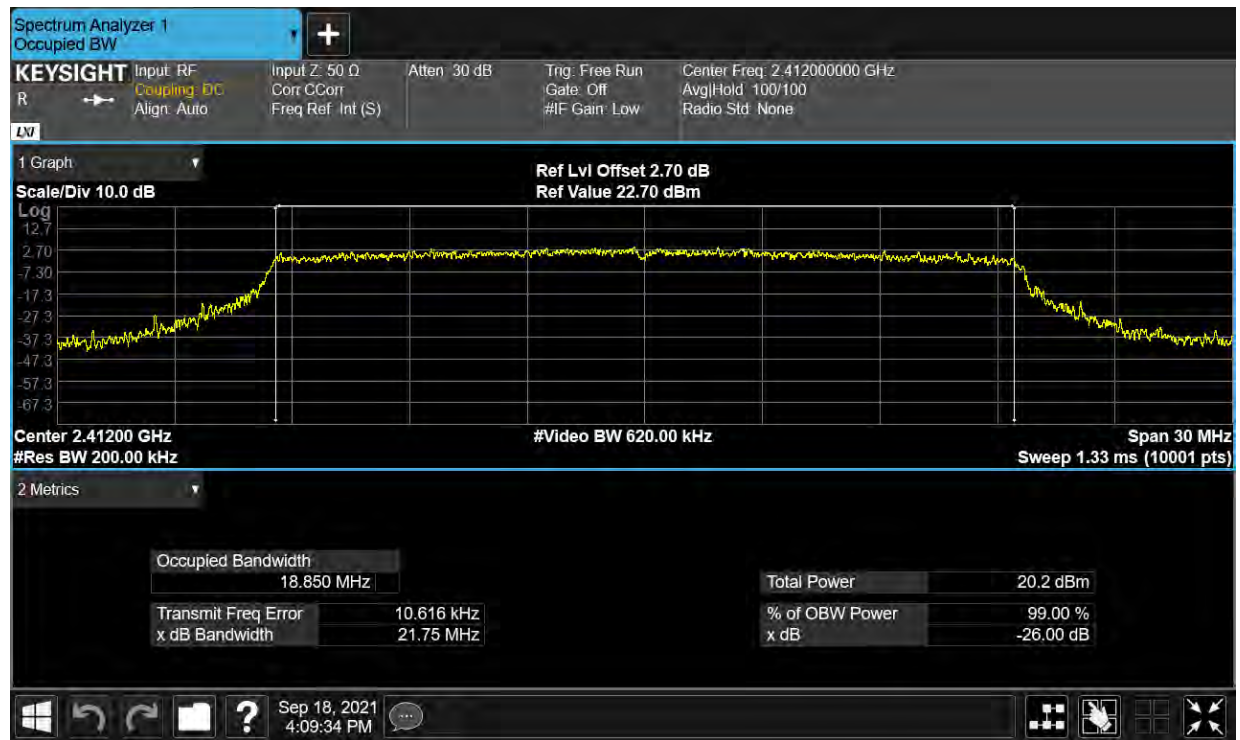 Spectrum Analyzer 1
Occupied BW
+
KEYSIGHT Input: RF Input Z: 50 Ω Atten: 30 dB Trig: Free Run Center Freq: 2.412000000 GHz
R Coupling: DC Corr CCorr Gate: Off Avg|Hold: 100/100
Align: Auto Freq Ref: Int (S) #IF Gain: Low Radio Std: None
LXI
1 Graph
Ref Lvl Offset 2.70 dB
Scale/Div 10.0 dB Ref Value 22.70 dBm
Log
12.7
2.70
-7.30
-17.3
-27.3
-37.3
-47.3
-57.3
-67.3
Center 2.41200 GHz #Video BW 620.00 kHz Span 30 MHz
#Res BW 200.00 kHz Sweep 1.33 ms (10001 pts)
2 Metrics
Occupied Bandwidth
18.850 MHz Total Power 20.2 dBm
Transmit Freq Error 10.616 kHz % of OBW Power 99.00 %
x dB Bandwidth 21.75 MHz x dB -26.00 dB
? Sep 18, 2021
4:09:34 PM